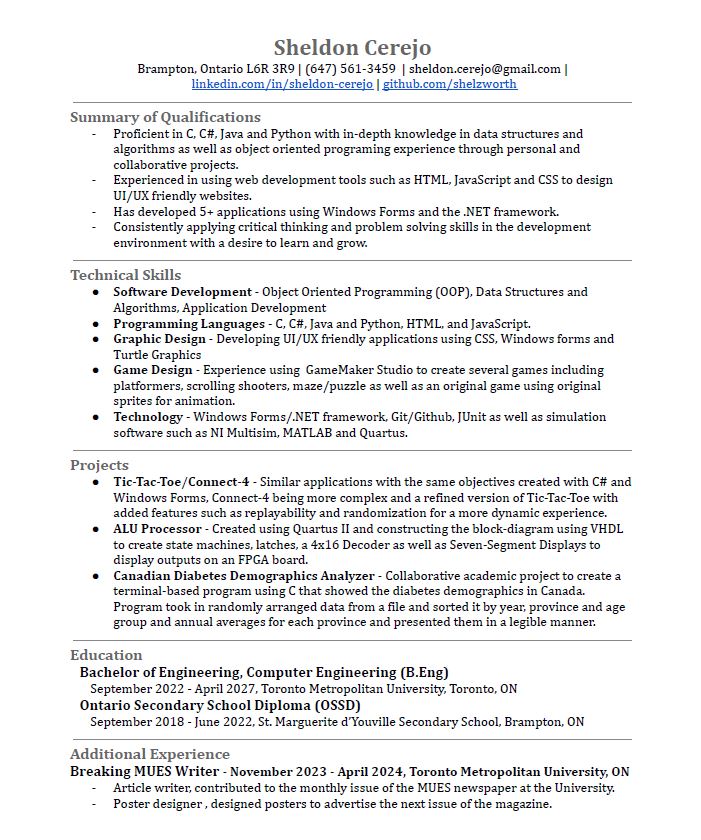 Sheldon Cerejo
Brampton, Ontario L6R 3R9 | (647) 561-3459 | sheldon.cerejo@gmail.com |
linkedin.com/in/sheldon-cerejo | github.com/shelzworth
Summary of Qualifications
- Proficient in C, C#, Java and Python with in-depth knowledge in data structures and
algorithms as well as object oriented programing experience through personal and
collaborative projects.
- Experienced in using web development tools such as HTML, JavaScript and CSS to design
UI/UX friendly websites.
- Has developed 5+ applications using Windows Forms and the .NET framework.
- Consistently applying critical thinking and problem solving skills in the development
environment with a desire to learn and grow.
Technical Skills
● Software Development - Object Oriented Programming (OOP), Data Structures and
Algorithms, Application Development
● Programming Languages - C, C#, Java and Python, HTML, and JavaScript.
● Graphic Design - Developing UI/UX friendly applications using CSS, Windows forms and
Turtle Graphics
● Game Design - Experience using GameMaker Studio to create several games including
platformers, scrolling shooters, maze/puzzle as well as an original game using original
sprites for animation.
● Technology - Windows Forms/.NET framework, Git/Github, JUnit as well as simulation
software such as NI Multisim, MATLAB and Quartus.
Projects
● Tic-Tac-Toe/Connect-4 - Similar applications with the same objectives created with C# and
Windows Forms, Connect-4 being more complex and a refined version of Tic-Tac-Toe with
added features such as replayability and randomization for a more dynamic experience.
● ALU Processor - Created using Quartus II and constructing the block-diagram using VHDL
to create state machines, latches, a 4x16 Decoder as well as Seven-Segment Displays to
display outputs on an FPGA board.
● Canadian Diabetes Demographics Analyzer - Collaborative academic project to create a
terminal-based program using C that showed the diabetes demographics in Canada.
Program took in randomly arranged data from a file and sorted it by year, province and age
group and annual averages for each province and presented them in a legible manner.
Education
Bachelor of Engineering, Computer Engineering (B.Eng)
September 2022 - April 2027, Toronto Metropolitan University, Toronto, ON
Ontario Secondary School Diploma (OSSD)
September 2018 - June 2022, St. Marguerite d'Youville Secondary School, Brampton, ON
Additional Experience
Breaking MUES Writer - November 2023 - April 2024, Toronto Metropolitan University, ON
- Article writer, contributed to the monthly issue of the MUES newspaper at the University.
- Poster designer , designed posters to advertise the next issue of the magazine.